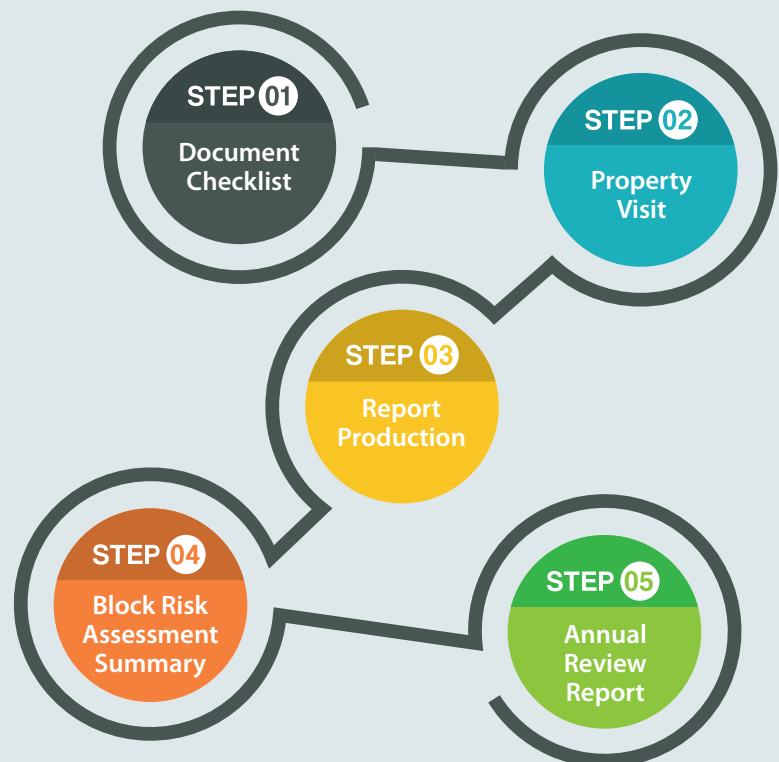 STEP 01
Document
Checklist
STEP 02
Property
Visit
STEP 03
Report
Production
STEP 04
Block Risk
Assessment
Summary
STEP 05
Annual
Review
Report